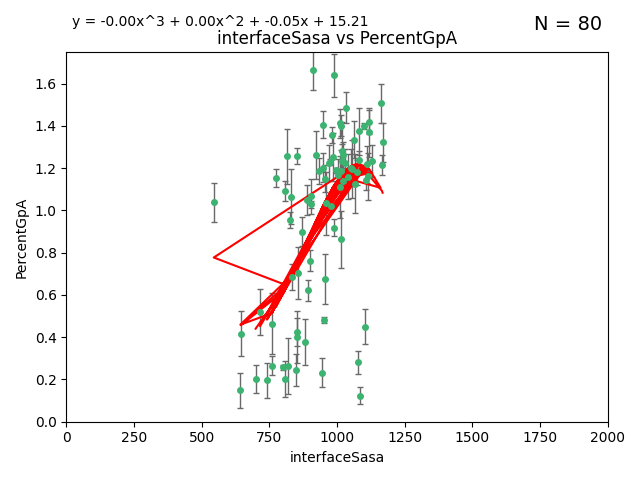 y = -0.00x^3 + 0.00x^2 + -0.05x + 15.21
N = 80
interfaceSasa vs PercentGpA
1.6
1.4
1.2
1.0
0.8
0.6
0.4
0.2
0.0
PercentGpA
0 250 500 750 1000 1250 1500 1750 2000
interfaceSasa